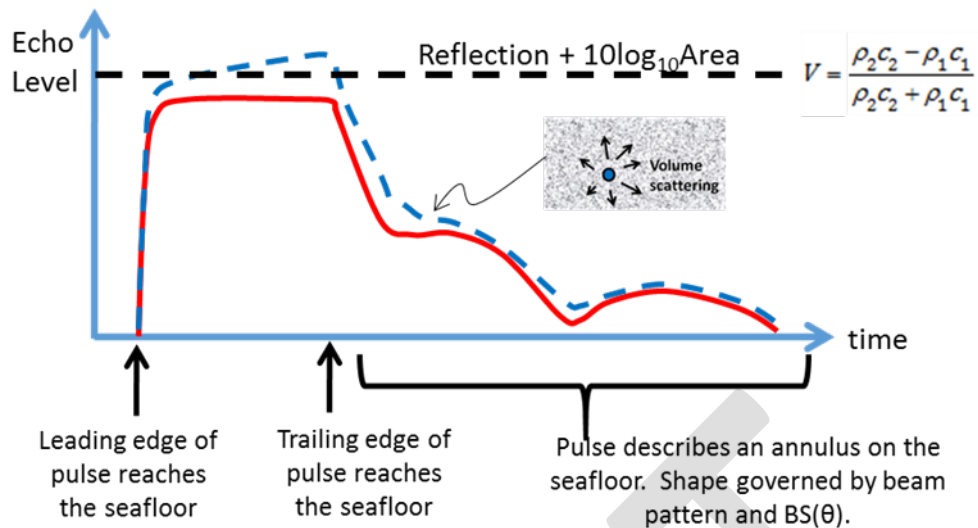 Echo
Level
Reflection + 10log₁₀Area
V = (ρ₂c₂ − ρ₁c₁) / (ρ₂c₂ + ρ₁c₁)
Volume
scattering
time
Leading edge of
pulse reaches
the seafloor
Trailing edge of
pulse reaches
the seafloor
Pulse describes an annulus on the
seafloor. Shape governed by beam
pattern and BS(θ).